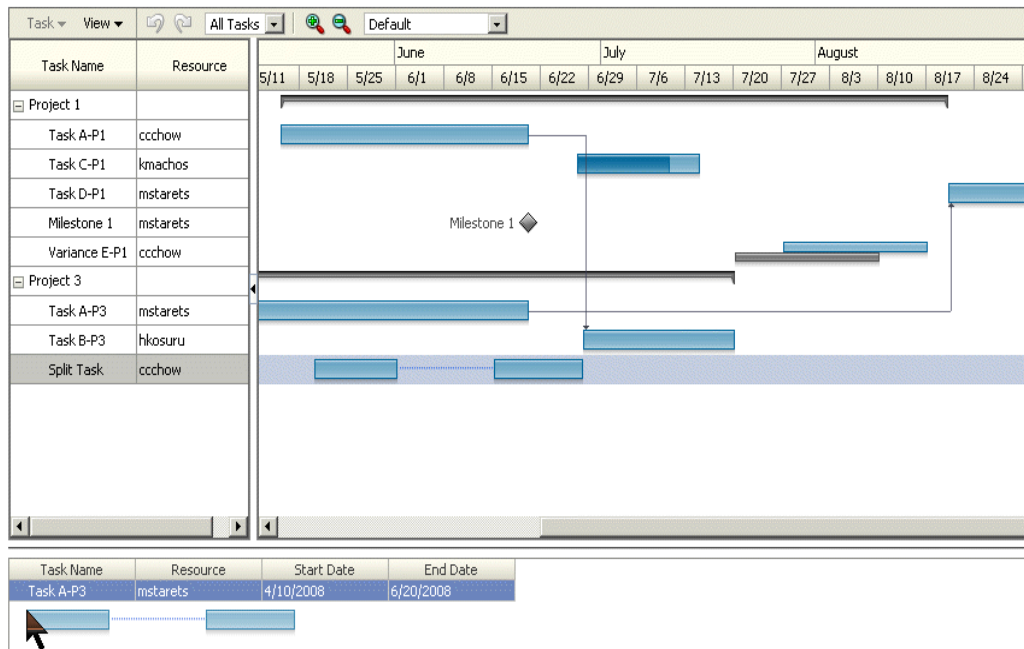 Task View All Tasks Default
Task Name Resource
June July August
5/11 5/18 5/25 6/1 6/8 6/15 6/22 6/29 7/6 7/13 7/20 7/27 8/3 8/10 8/17 8/24
Project 1
Task A-P1 ccchow
Task C-P1 kmachos
Task D-P1 mstarets
Milestone 1 mstarets Milestone 1
Variance E-P1 ccchow
Project 3
Task A-P3 mstarets
Task B-P3 hkosuru
Split Task ccchow
Task Name Resource Start Date End Date
Task A-P3 mstarets 4/10/2008 6/20/2008